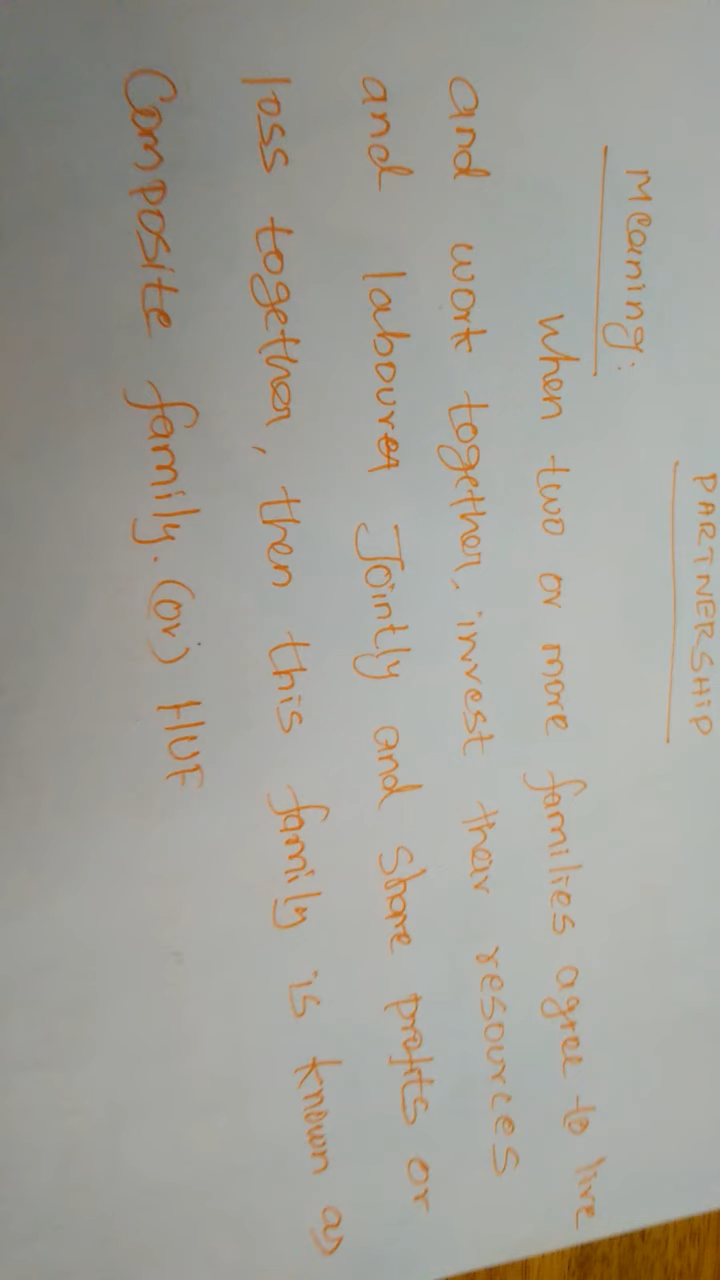 PARTNERSHIP
Meaning:
When two or more families agree to live
and work together, invest their resources
and labour Jointly and share profits or
loss together, then this family is known as
Composite family. (or) HUF